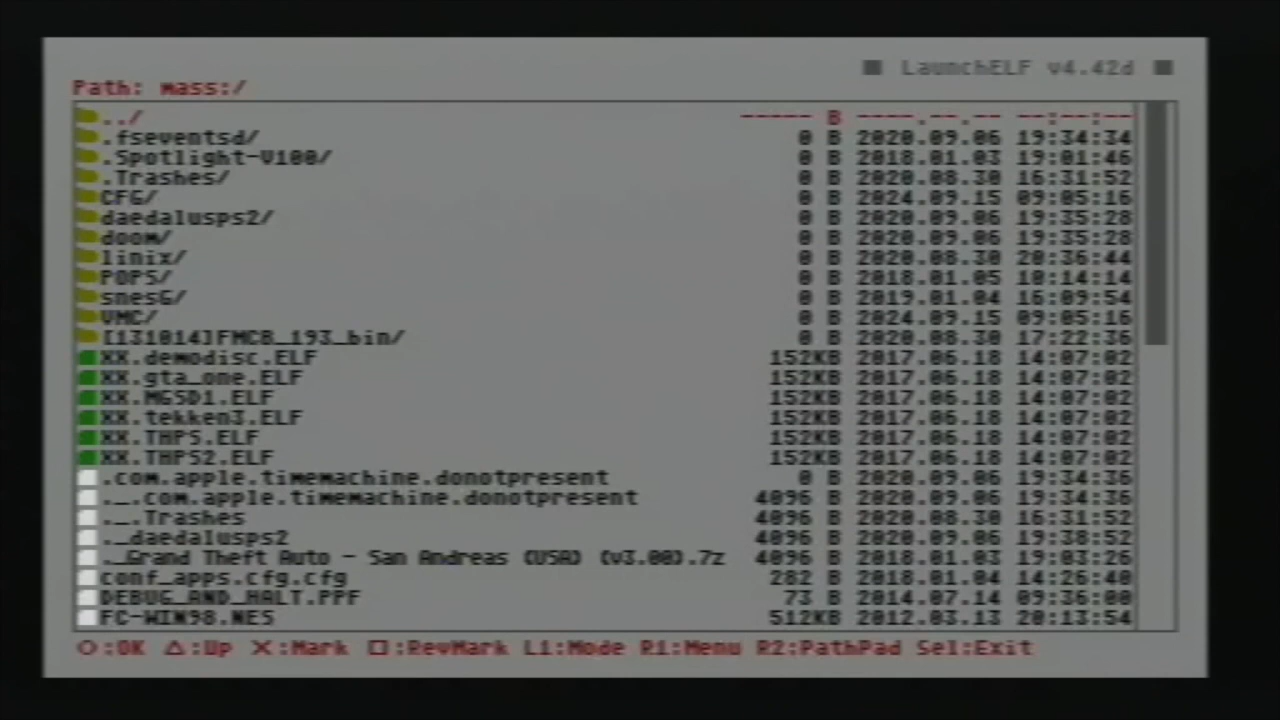 ■ LaunchELF v4.42d ■
Path: mass:/
../ ----- B ----.--.-- --:--:--
.fseventsd/ 0 B 2020.09.06 19:34:34
.Spotlight-V100/ 0 B 2018.01.03 19:01:46
.Trashes/ 0 B 2020.08.30 16:31:52
CFG/ 0 B 2024.09.15 09:05:16
daedalusps2/ 0 B 2020.09.06 19:35:28
doom/ 0 B 2020.09.06 19:35:28
linix/ 0 B 2020.08.30 20:36:44
POPS/ 0 B 2018.01.05 10:14:14
snesG/ 0 B 2019.01.04 16:09:54
VMC/ 0 B 2024.09.15 09:05:16
[131014]FMCB_193_bin/ 0 B 2020.08.30 17:22:36
XX.demodisc.ELF 152KB 2017.06.18 14:07:02
XX.gta_one.ELF 152KB 2017.06.18 14:07:02
XX.MGSD1.ELF 152KB 2017.06.18 14:07:02
XX.tekken3.ELF 152KB 2017.06.18 14:07:02
XX.THPS.ELF 152KB 2017.06.18 14:07:02
XX.THPS2.ELF 152KB 2017.06.18 14:07:02
.com.apple.timemachine.donotpresent 0 B 2020.09.06 19:34:36
._.com.apple.timemachine.donotpresent 4096 B 2020.09.06 19:34:36
._.Trashes 4096 B 2020.08.30 16:31:52
._daedalusps2 4096 B 2020.09.06 19:38:52
._Grand Theft Auto - San Andreas (USA) (v3.00).7z 4096 B 2018.01.03 19:03:26
conf_apps.cfg.cfg 282 B 2018.01.04 14:26:40
DEBUG_AND_HALT.PPF 73 B 2014.07.14 09:36:00
FC-WIN98.NES 512KB 2012.03.13 20:13:54
○:OK △:Up ✕:Mark □:RevMark L1:Mode R1:Menu R2:PathPad Sel:Exit